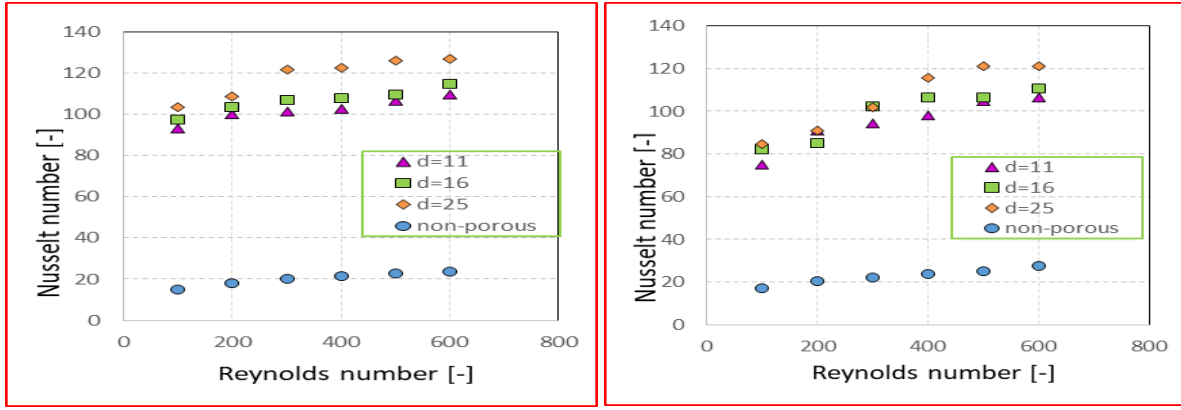 140
120
100
80
60
40
20
0
Nusselt number [-]
d=11
d=16
d=25
non-porous
0 200 400 600 800
Reynolds number [-]
140
120
100
80
60
40
20
0
Nusselt number [-]
d=11
d=16
d=25
non-porous
0 200 400 600 800
Reynolds number [-]